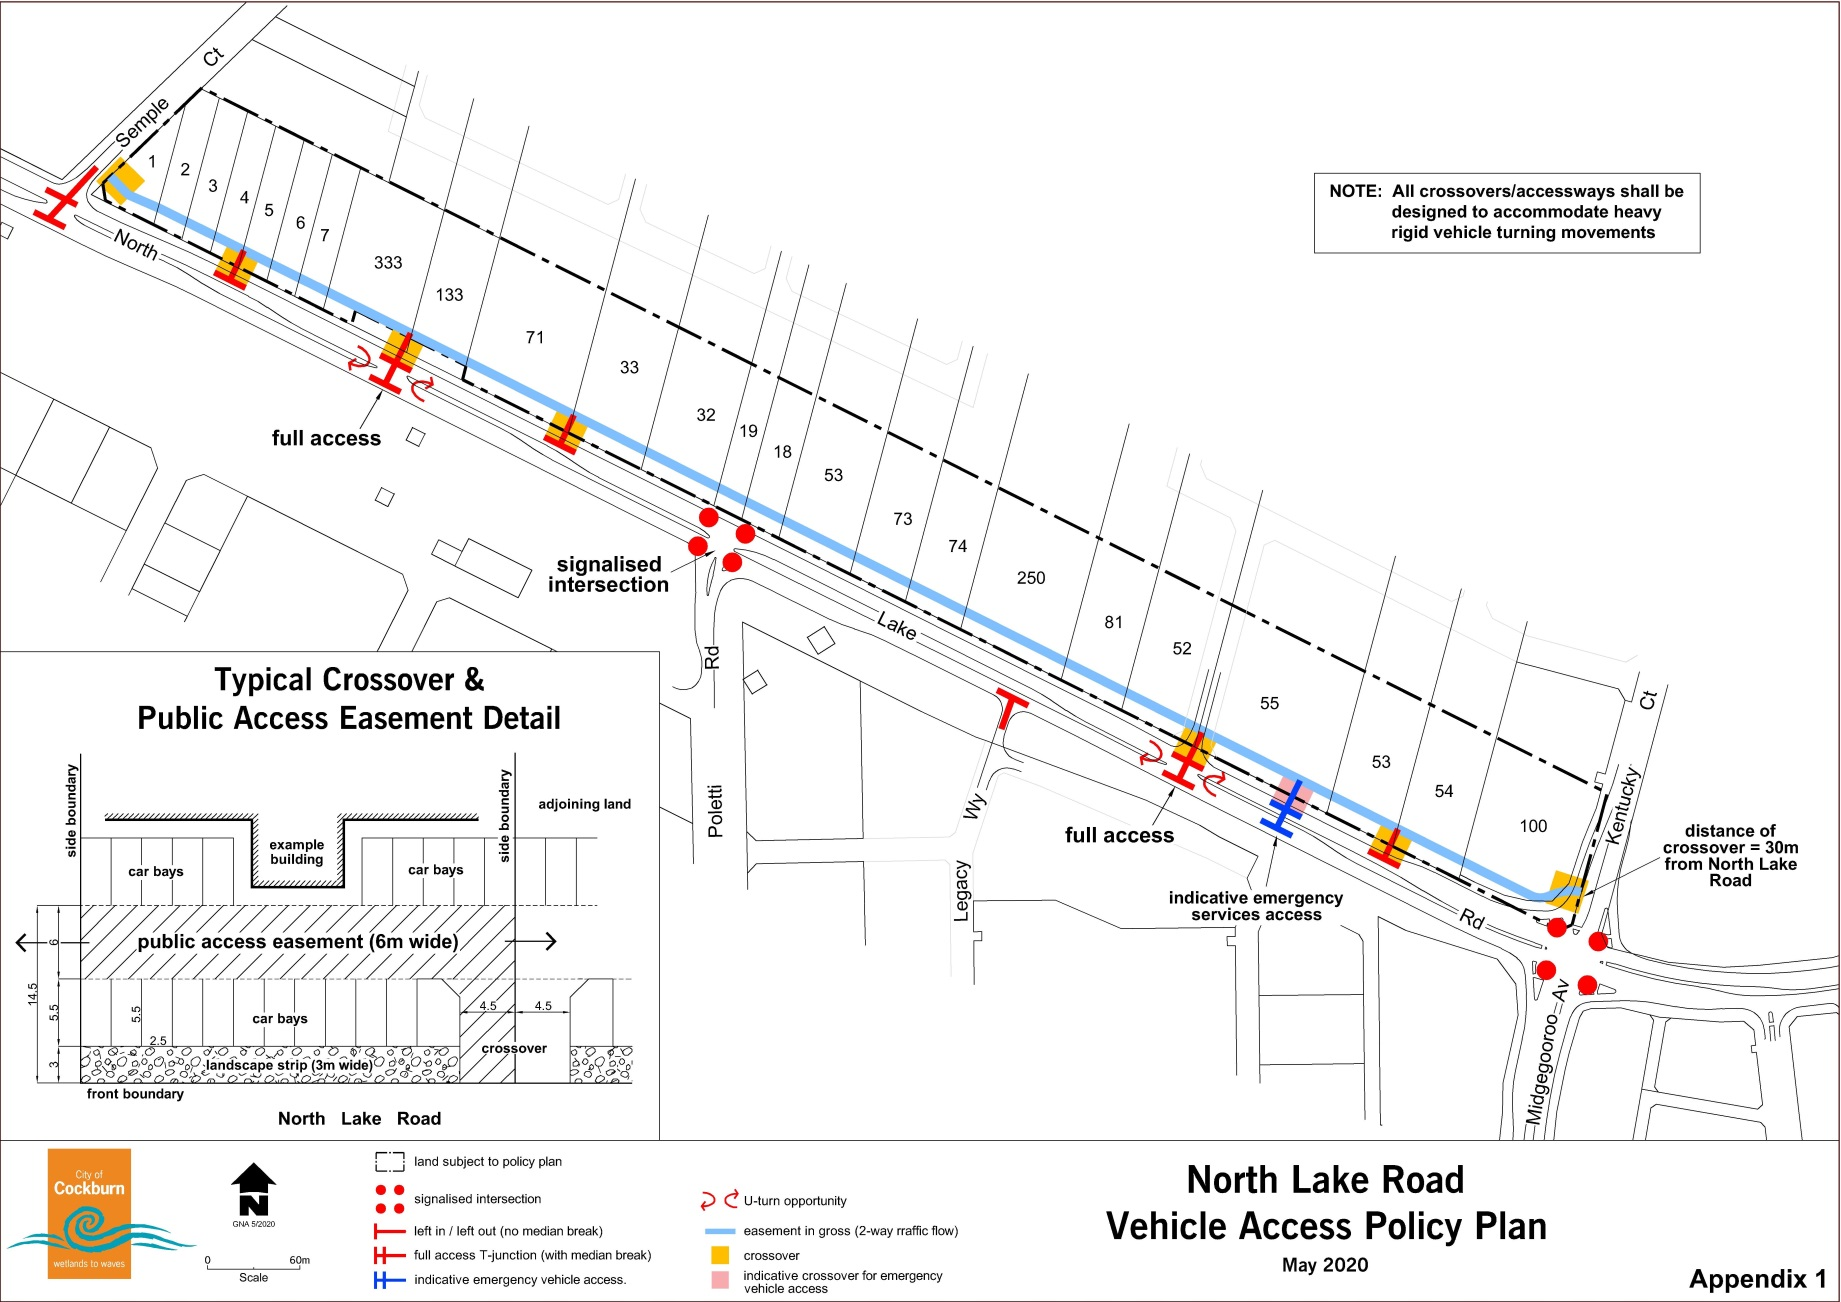 Semple
Ct
1
2
3
4
5
6
7
333
133
71
33
32
19
18
53
73
74
250
81
52
55
53
54
100
North
Lake
Rd
full access
signalised
intersection
Rd
Poletti
Wy
Legacy
full access
indicative emergency
services access
Ct
Kentucky
Midgegooroo Av
distance of
crossover = 30m
from North Lake
Road
NOTE: All crossovers/accessways shall be
designed to accommodate heavy
rigid vehicle turning movements
Typical Crossover &
Public Access Easement Detail
side boundary
side boundary
adjoining land
example
building
car bays
car bays
public access easement (6m wide)
6
14.5
5.5
5.5
4.5
4.5
car bays
2.5
crossover
3
landscape strip (3m wide)
front boundary
North Lake Road
City of
Cockburn
wetlands to waves
N
GNA 5/2020
0 60m
Scale
land subject to policy plan
signalised intersection
left in / left out (no median break)
full access T-junction (with median break)
indicative emergency vehicle access.
U-turn opportunity
easement in gross (2-way rraffic flow)
crossover
indicative crossover for emergency
vehicle access
North Lake Road
Vehicle Access Policy Plan
May 2020
Appendix 1